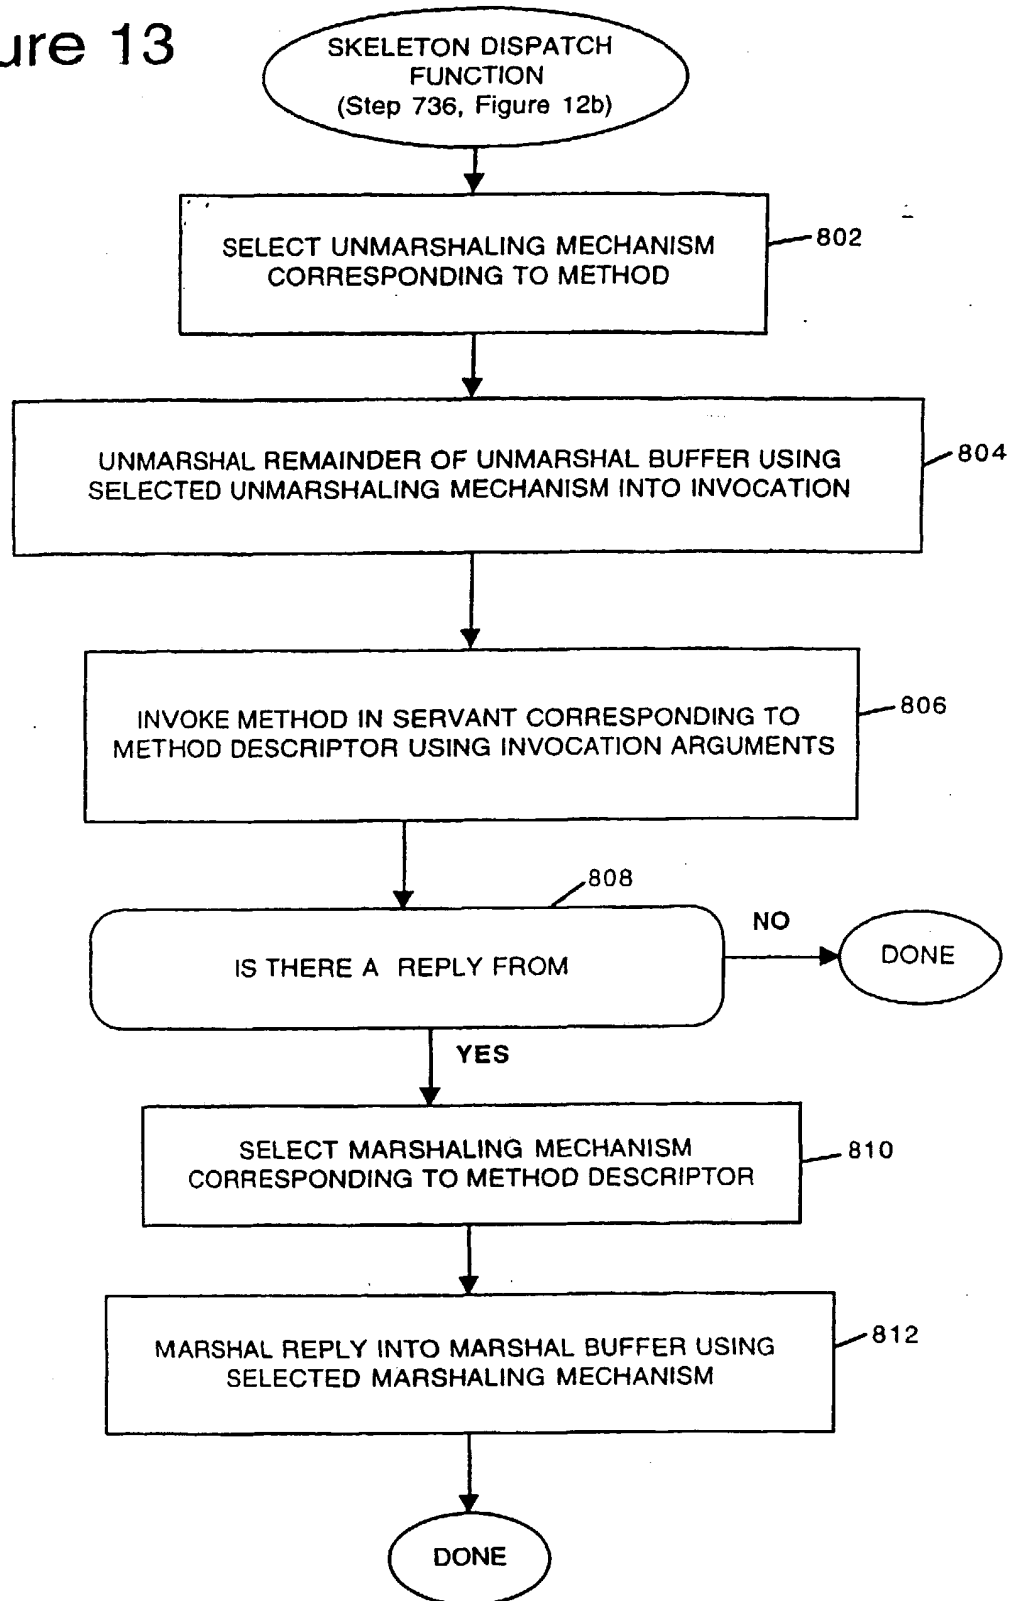 ure 13
SKELETON DISPATCH
FUNCTION
(Step 736, Figure 12b)
SELECT UNMARSHALING MECHANISM
CORRESPONDING TO METHOD
802
UNMARSHAL REMAINDER OF UNMARSHAL BUFFER USING
SELECTED UNMARSHALING MECHANISM INTO INVOCATION
804
INVOKE METHOD IN SERVANT CORRESPONDING TO
METHOD DESCRIPTOR USING INVOCATION ARGUMENTS
806
808
IS THERE A REPLY FROM
NO
DONE
YES
SELECT MARSHALING MECHANISM
CORRESPONDING TO METHOD DESCRIPTOR
810
MARSHAL REPLY INTO MARSHAL BUFFER USING
SELECTED MARSHALING MECHANISM
812
DONE